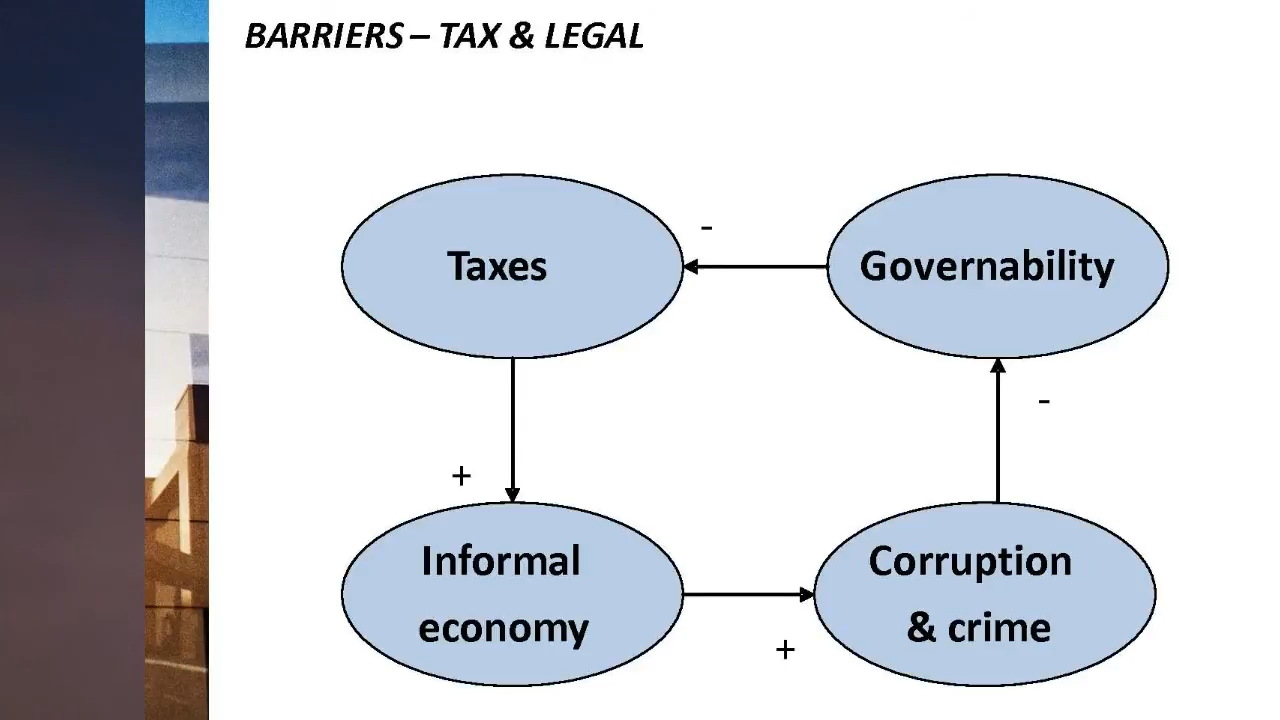 BARRIERS – TAX & LEGAL
-
Taxes
Governability
-
+
Informal
economy
Corruption
& crime
+